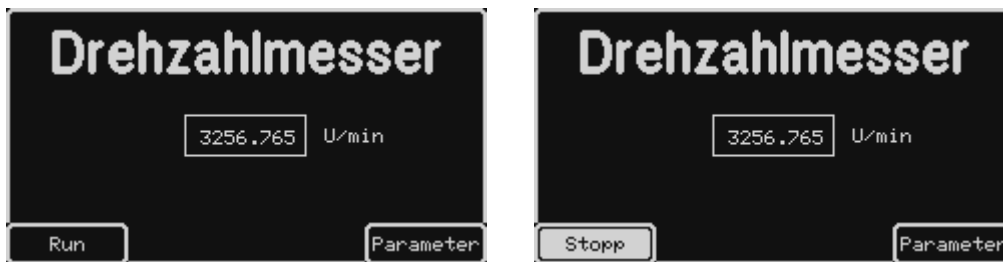 Drehzahlmesser
3256.765 U/min
Run Parameter
Drehzahlmesser
3256.765 U/min
Stopp Parameter